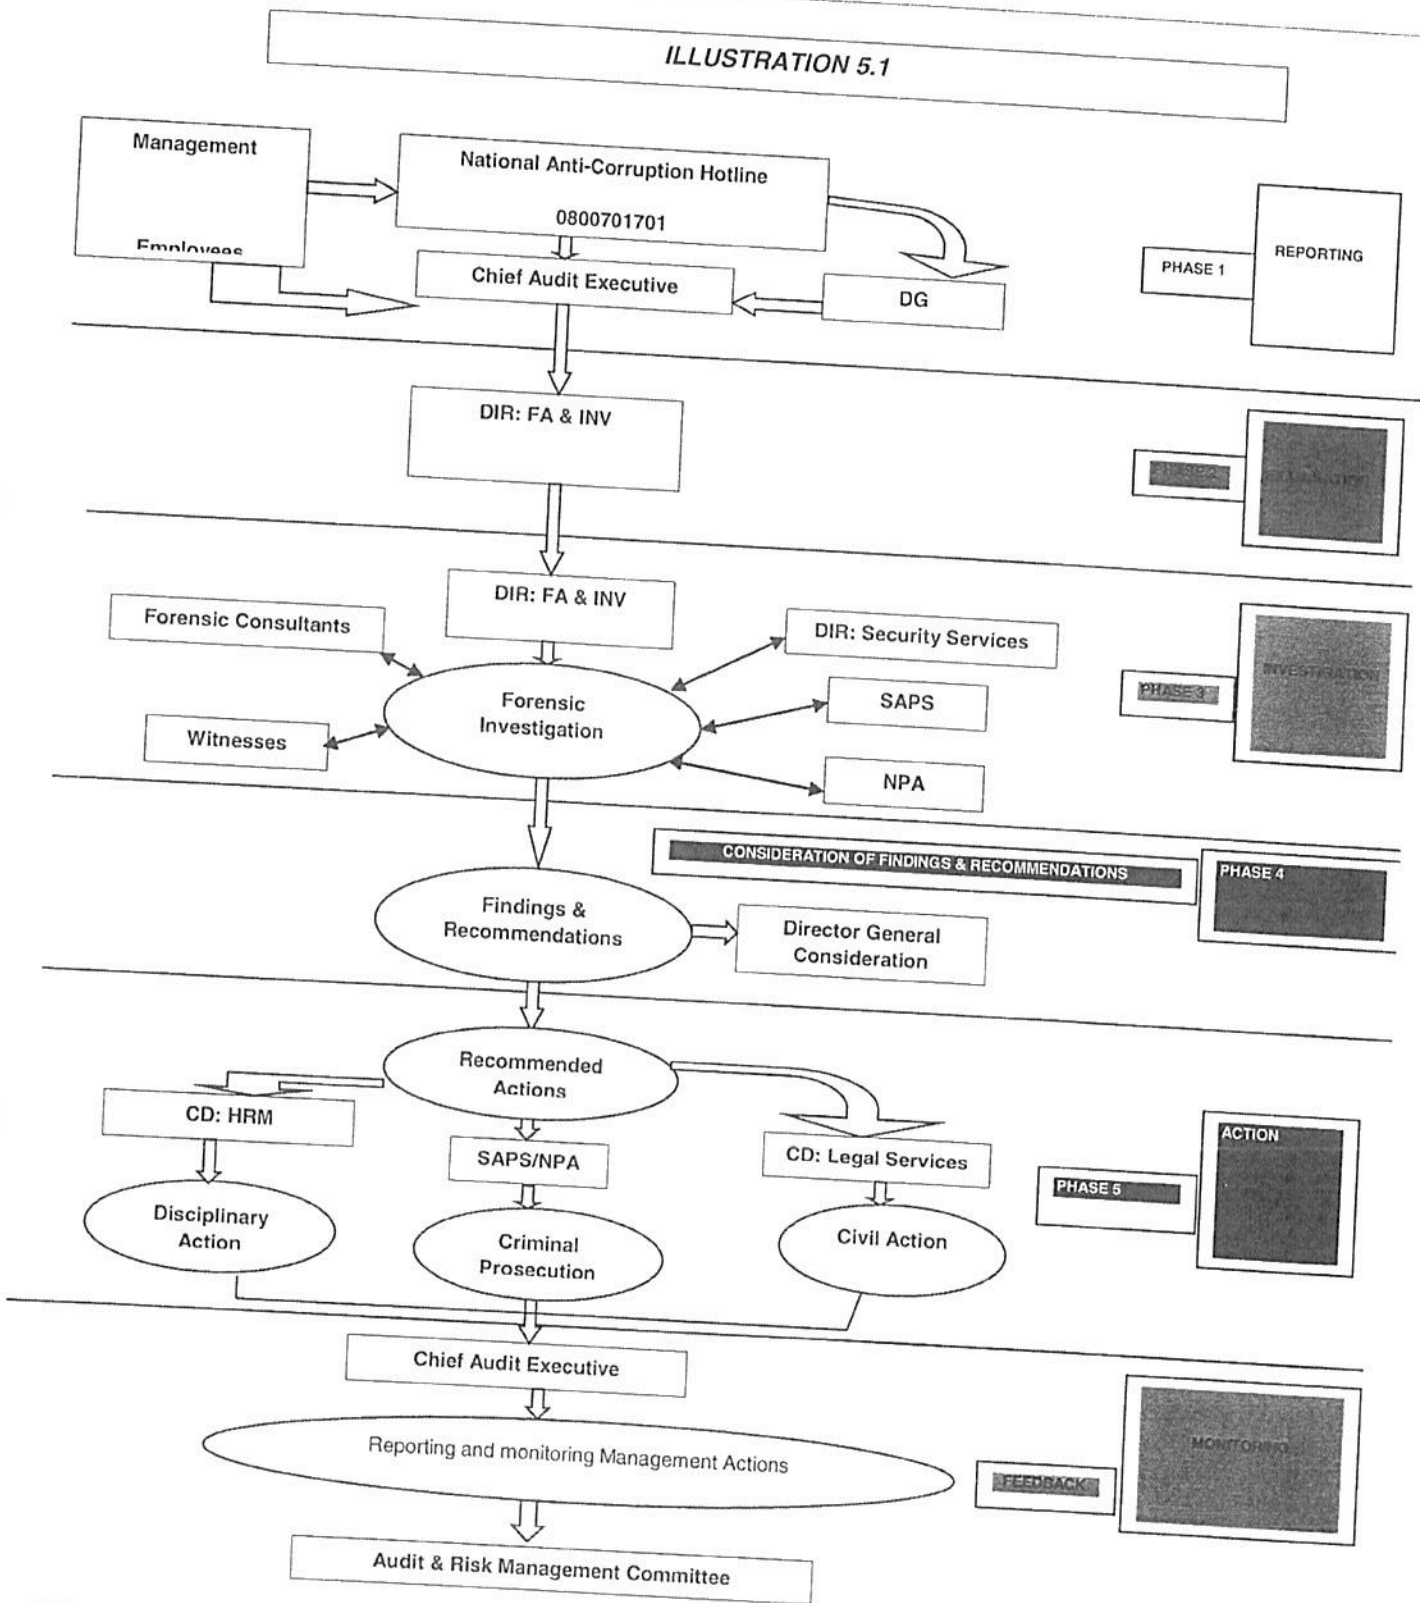 ILLUSTRATION 5.1
Management
Employees
National Anti-Corruption Hotline
0800701701
Chief Audit Executive
DG
PHASE 1
REPORTING
DIR: FA & INV
DIR: FA & INV
Forensic Consultants
Witnesses
Forensic
Investigation
DIR: Security Services
SAPS
NPA
PHASE 3
INVESTIGATION
CONSIDERATION OF FINDINGS & RECOMMENDATIONS
PHASE 4
Findings &
Recommendations
Director General
Consideration
Recommended
Actions
CD: HRM
SAPS/NPA
CD: Legal Services
Disciplinary
Action
Criminal
Prosecution
Civil Action
PHASE 5
ACTION
Chief Audit Executive
Reporting and monitoring Management Actions
FEEDBACK
MONITORING
Audit & Risk Management Committee